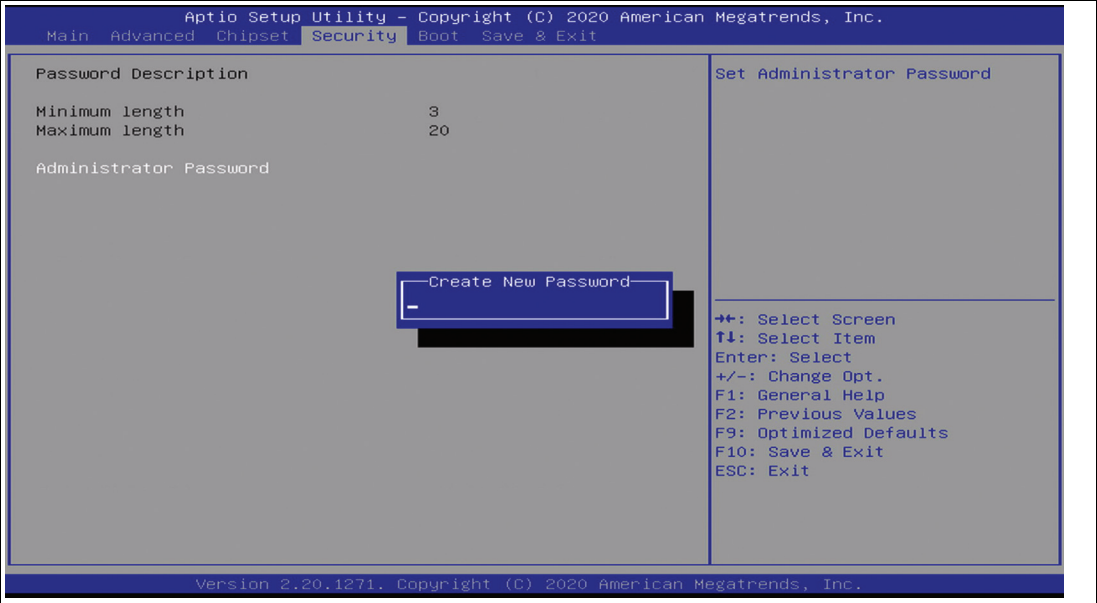 Aptio Setup Utility – Copyright (C) 2020 American Megatrends, Inc.
Main Advanced Chipset Security Boot Save & Exit
Password Description
Minimum length 3
Maximum length 20
Administrator Password
Create New Password
Set Administrator Password
→←: Select Screen
↑↓: Select Item
Enter: Select
+/-: Change Opt.
F1: General Help
F2: Previous Values
F9: Optimized Defaults
F10: Save & Exit
ESC: Exit
Version 2.20.1271. Copyright (C) 2020 American Megatrends, Inc.